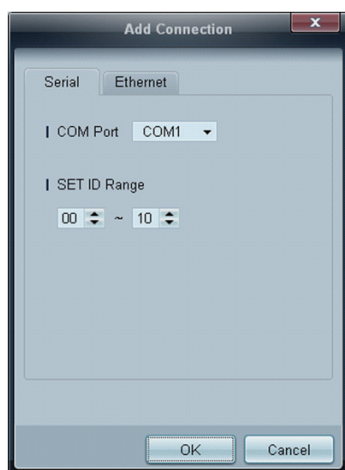 Add Connection
x
Serial Ethernet
COM Port COM1
SET ID Range
00 ~ 10
OK Cancel